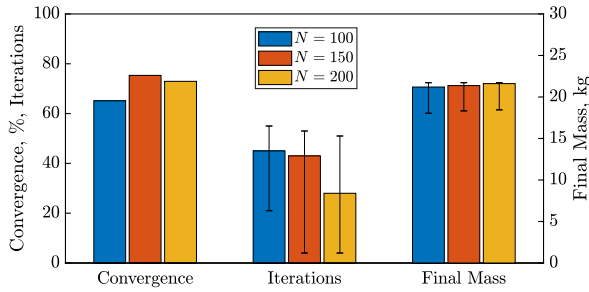 Convergence, %, Iterations
100
80
60
40
20
0
N = 100
N = 150
N = 200
30
25
20
15
10
5
0
Final Mass, kg
Convergence
Iterations
Final Mass